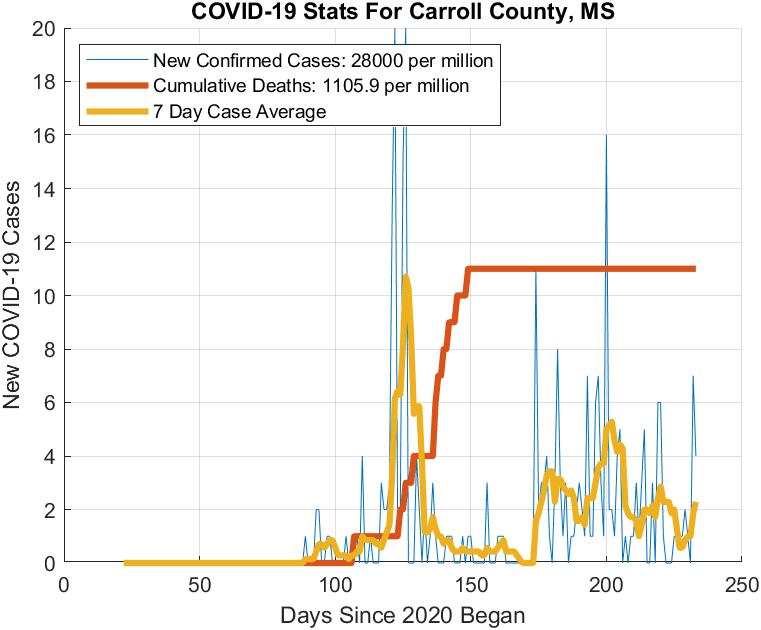 COVID-19 Stats For Carroll County, MS
New Confirmed Cases: 28000 per million
Cumulative Deaths: 1105.9 per million
7 Day Case Average
New COVID-19 Cases
20
18
16
14
12
10
8
6
4
2
0
0 50 100 150 200 250
Days Since 2020 Began